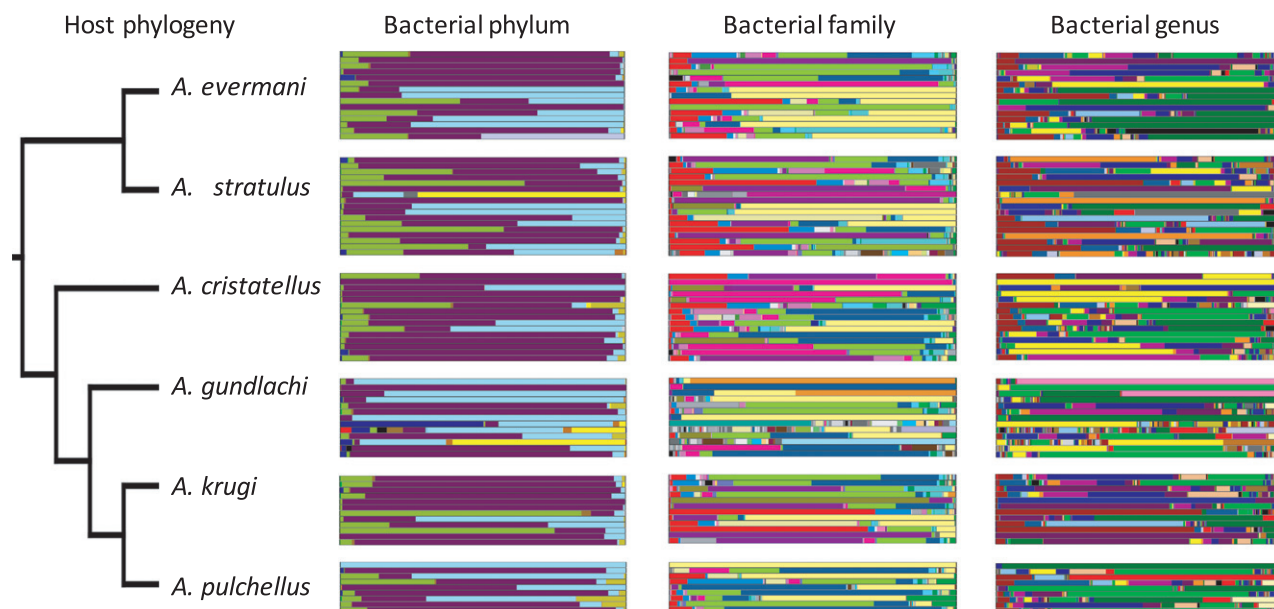 Host phylogeny Bacterial phylum Bacterial family Bacterial genus
A. evermani
A. stratulus
A. cristatellus
A. gundlachi
A. krugi
A. pulchellus